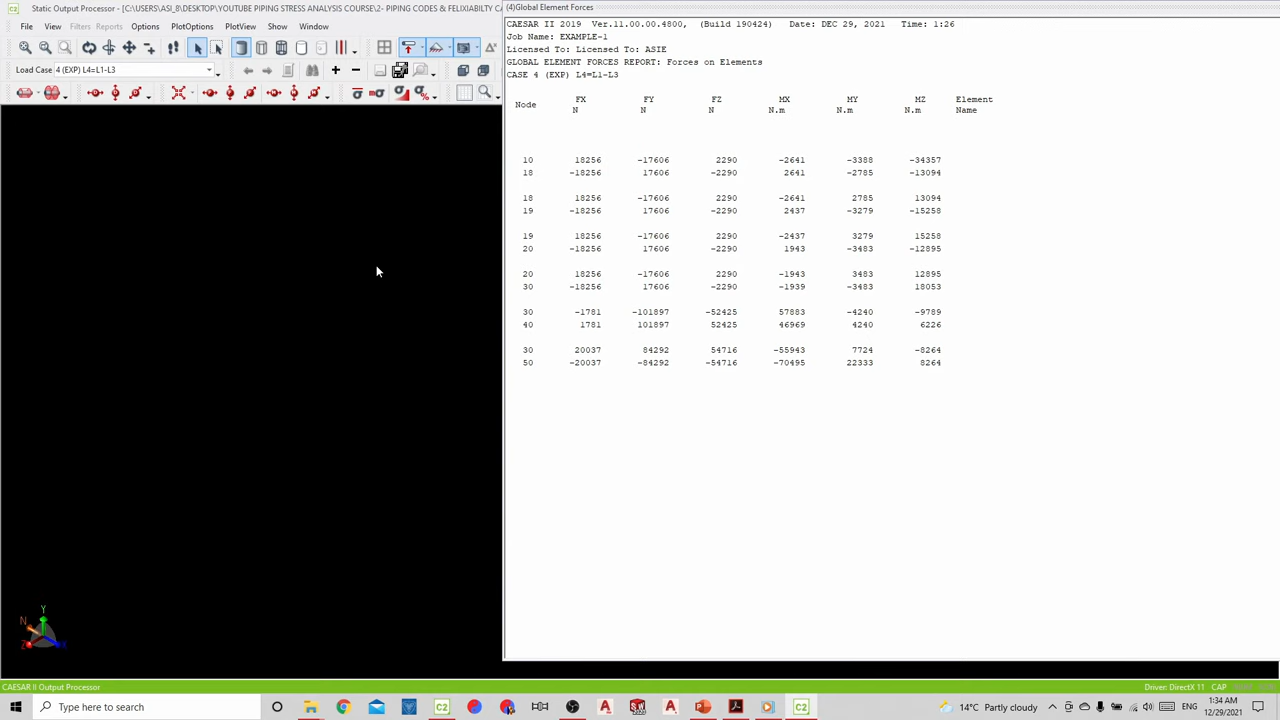 Static Output Processor - [C:\USERS\ASI_8\DESKTOP\YOUTUBE PIPING STRESS ANALYSIS COURSE\2- PIPING CODES & FELIXIABILTY CA
(4)Global Element Forces
File View Filters Reports Options PlotOptions PlotView Show Window
Load Case 4 (EXP) L4=L1-L3
CAESAR II 2019 Ver.11.00.00.4800, (Build 190424) Date: DEC 29, 2021 Time: 1:26
Job Name: EXAMPLE-1
Licensed To: Licensed To: ASIE
GLOBAL ELEMENT FORCES REPORT: Forces on Elements
CASE 4 (EXP) L4=L1-L3
Node FX FY FZ MX MY MZ Element
N N N N.m N.m N.m Name
10 18256 -17606 2290 -2641 -3388 -34357
18 -18256 17606 -2290 2641 -2785 -13094
18 18256 -17606 2290 -2641 2785 13094
19 -18256 17606 -2290 2437 -3279 -15258
19 18256 -17606 2290 -2437 3279 15258
20 -18256 17606 -2290 1943 -3483 -12895
20 18256 -17606 2290 -1943 3483 12895
30 -18256 17606 -2290 -1939 -3483 18053
30 -1781 -101897 -52425 57883 -4240 -9789
40 1781 101897 52425 46969 4240 6226
30 20037 84292 54716 -55943 7724 -8264
50 -20037 -84292 -54716 -70495 22333 8264
Y
N
Z X
CAESAR II Output Processor
Driver: DirectX 11 CAP
Type here to search
14°C Partly cloudy
ENG
1:34 AM
12/29/2021